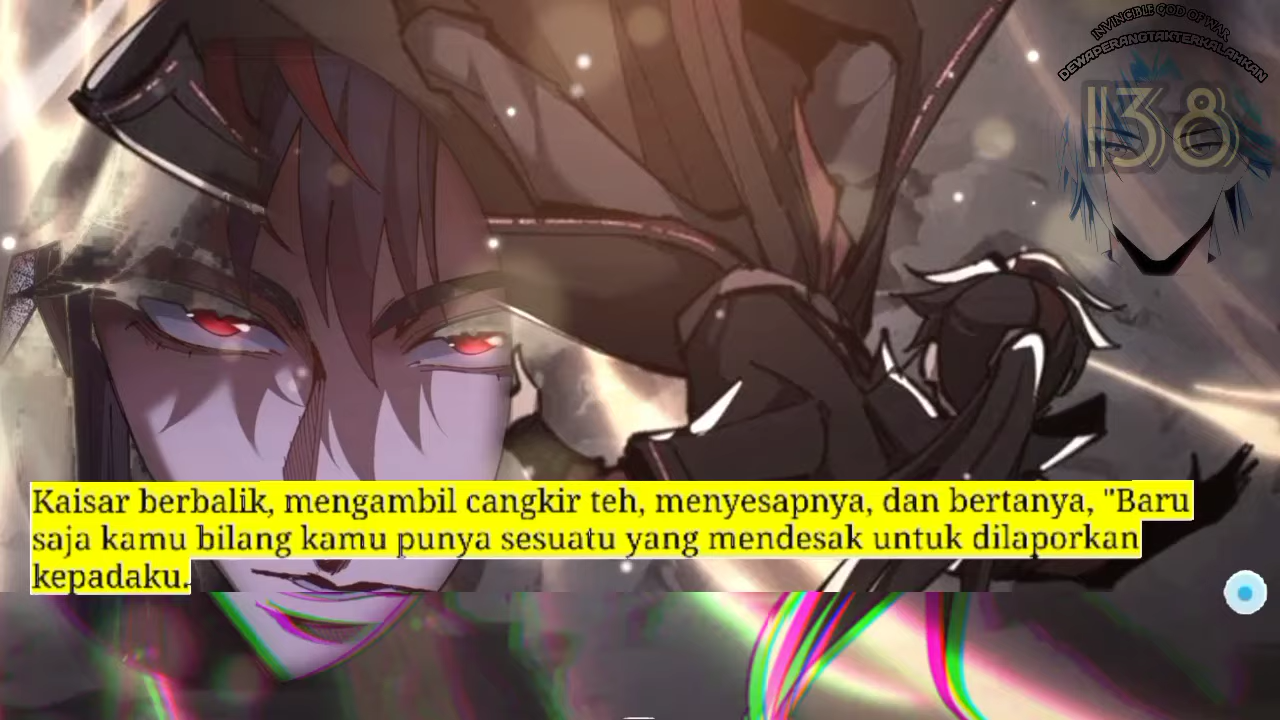 INVINCIBLE GOD OF WAR
DEWAPERANGTAKTERKALAHKAN
138
Kaisar berbalik, mengambil cangkir teh, menyesapnya, dan bertanya, "Baru
saja kamu bilang kamu punya sesuatu yang mendesak untuk dilaporkan
kepadaku.